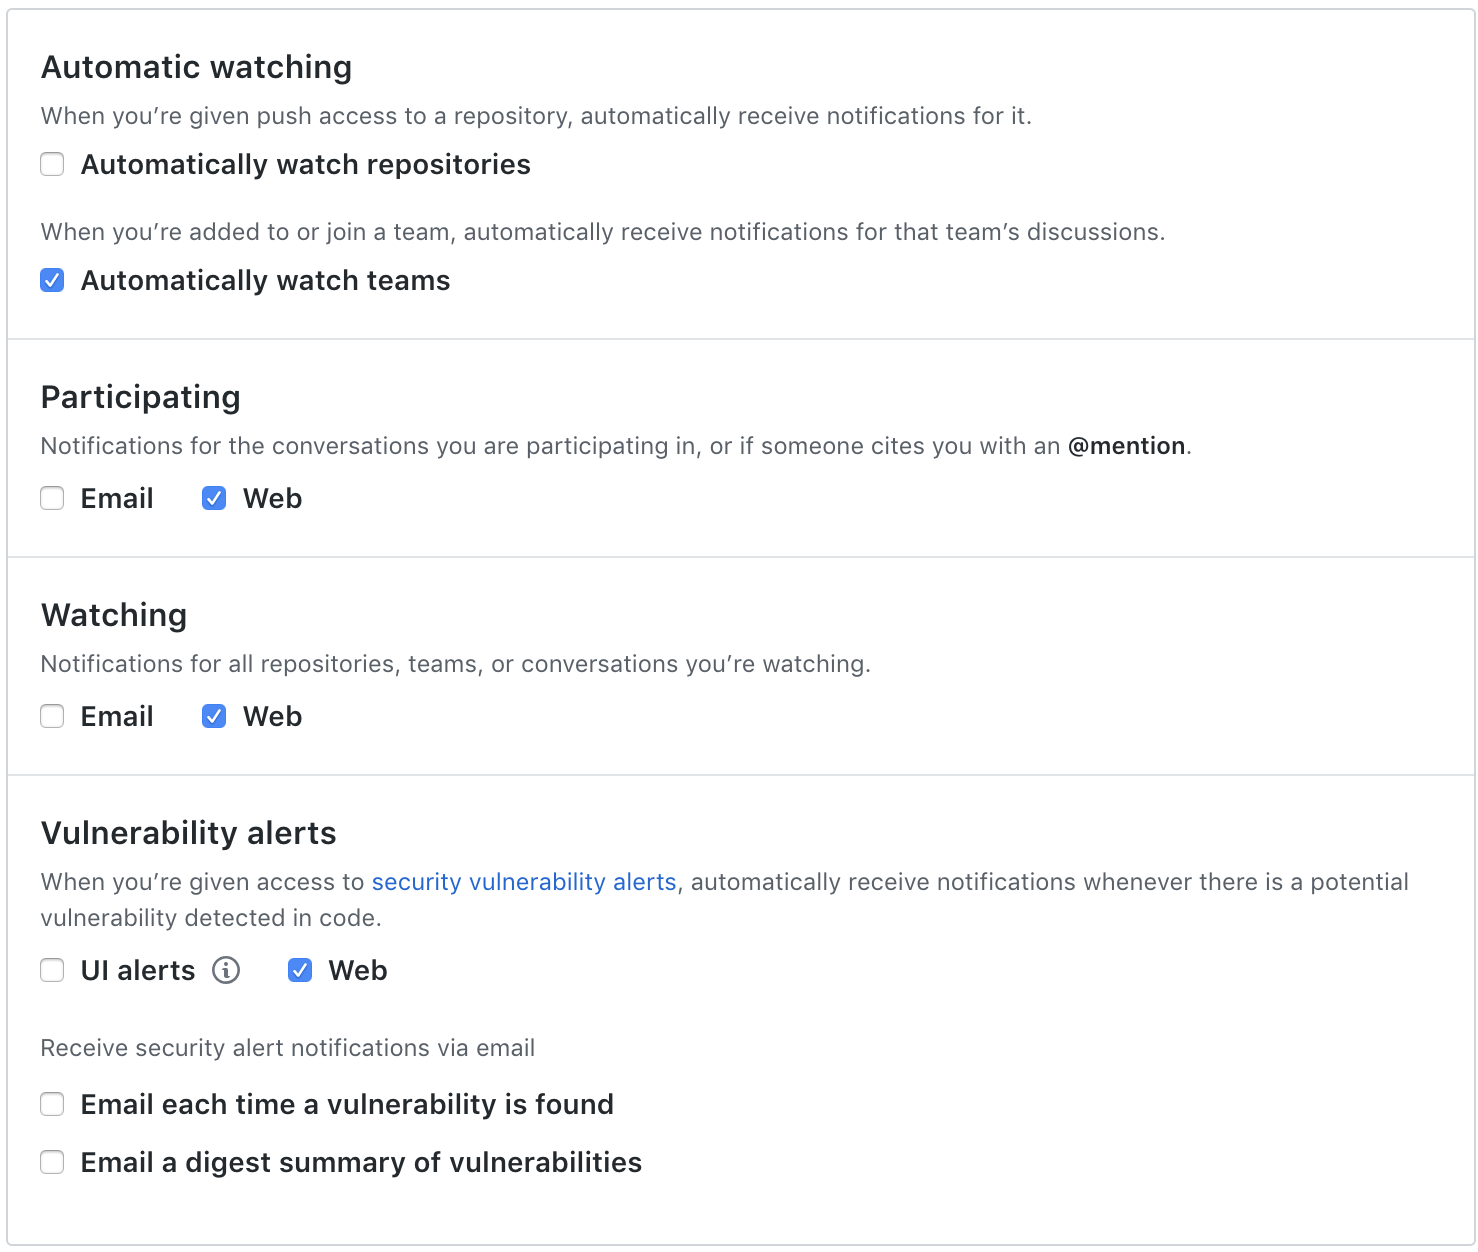 Automatic watching
When you’re given push access to a repository, automatically receive notifications for it.
Automatically watch repositories
When you’re added to or join a team, automatically receive notifications for that team’s discussions.
Automatically watch teams
Participating
Notifications for the conversations you are participating in, or if someone cites you with an @mention.
Email Web
Watching
Notifications for all repositories, teams, or conversations you’re watching.
Email Web
Vulnerability alerts
When you’re given access to security vulnerability alerts, automatically receive notifications whenever there is a potential
vulnerability detected in code.
UI alerts Web
Receive security alert notifications via email
Email each time a vulnerability is found
Email a digest summary of vulnerabilities